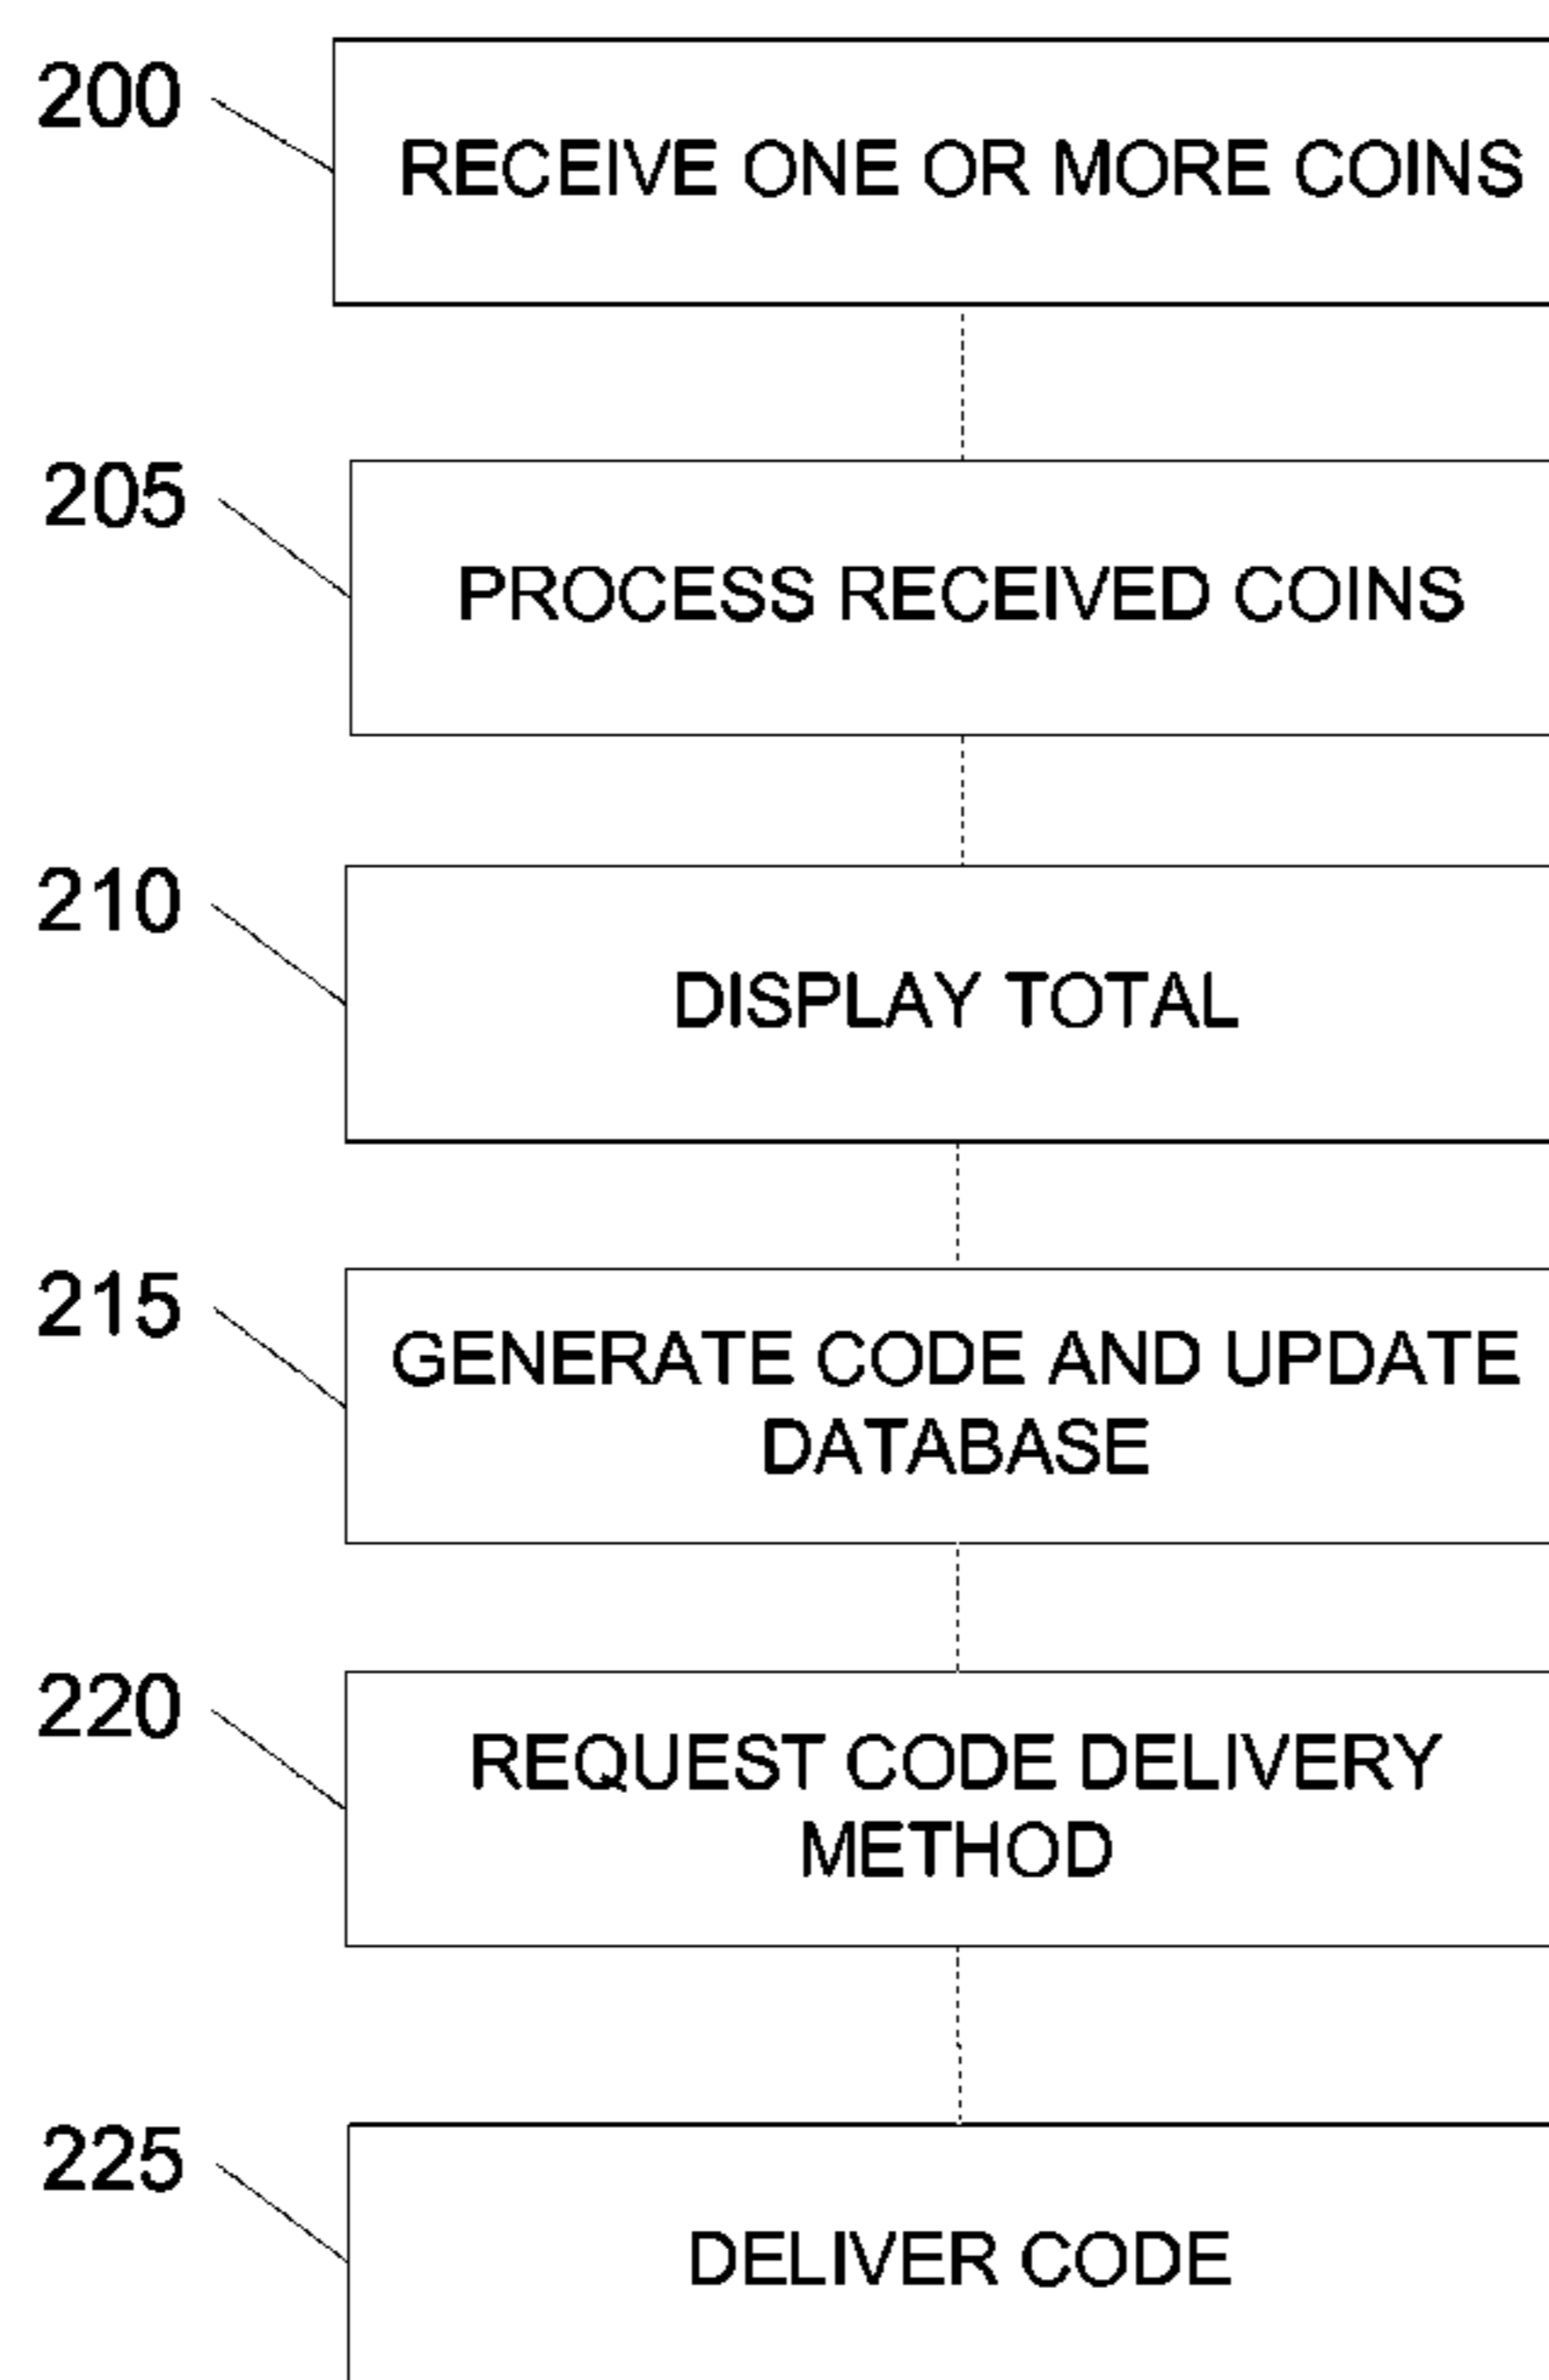 200
RECEIVE ONE OR MORE COINS
205
PROCESS RECEIVED COINS
210
DISPLAY TOTAL
215
GENERATE CODE AND UPDATE
DATABASE
220
REQUEST CODE DELIVERY
METHOD
225
DELIVER CODE